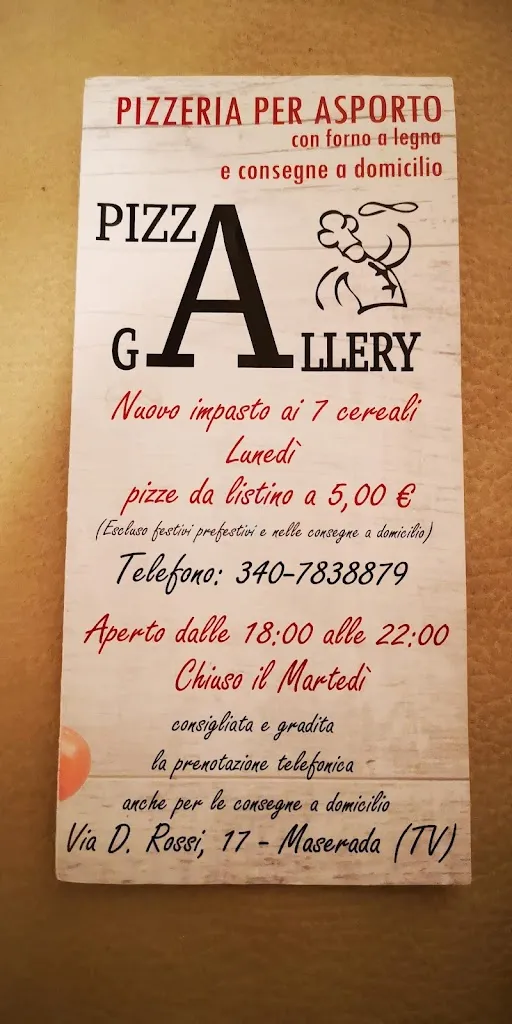 PIZZERIA PER ASPORTO
con forno a legna
e consegne a domicilio
PIZZA
GALLERY
Nuovo impasto ai 7 cereali
Lunedì
pizze da listino a 5,00 €
(Escluso festivi prefestivi e nelle consegne a domicilio)
Telefono: 340-7838879
Aperto dalle 18:00 alle 22:00
Chiuso il Martedì
consigliata e gradita
la prenotazione telefonica
anche per le consegne a domicilio
Via D. Rossi, 17 - Maserada (TV)